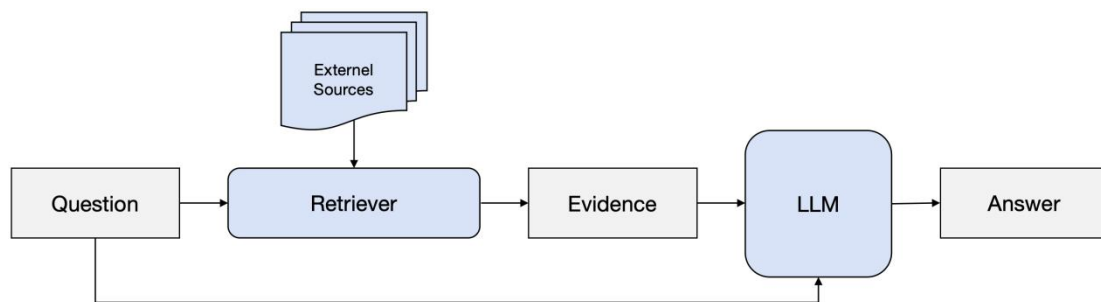 Externel
Sources
Question
Retriever
Evidence
LLM
Answer